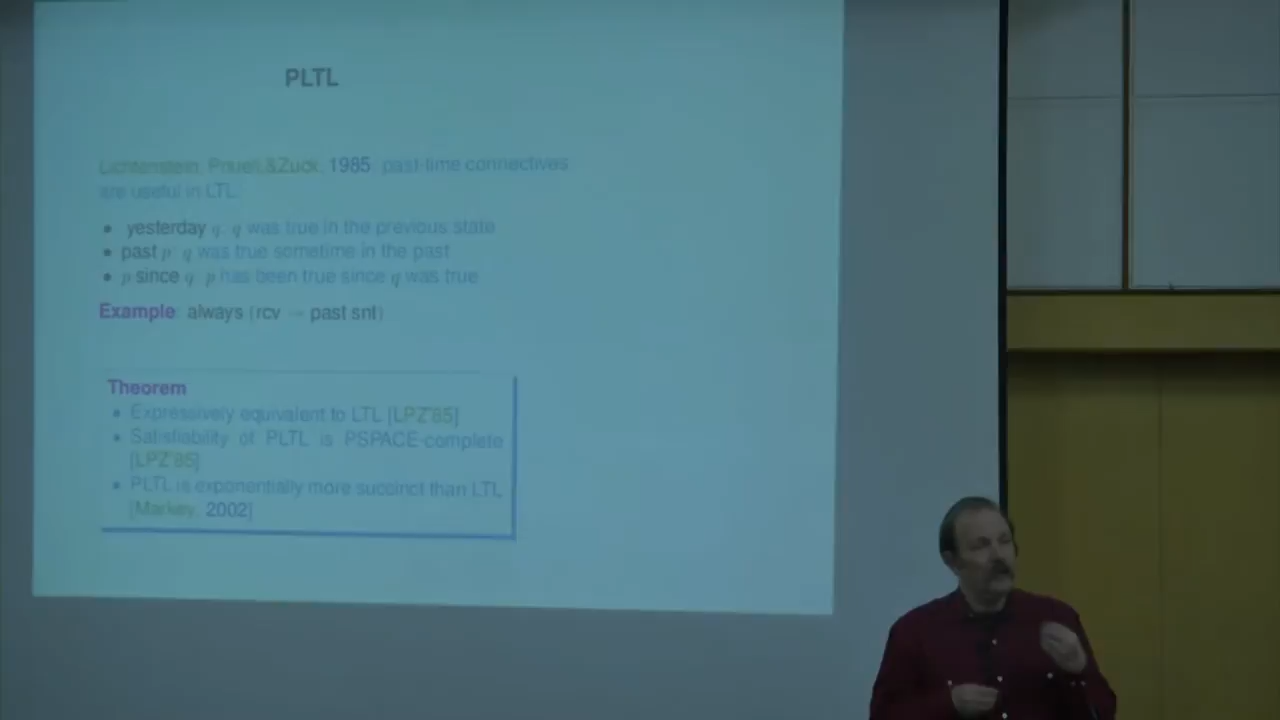 PLTL
Lichtenstein, Pnueli,&Zuck, 1985: past-time connectives
are useful in LTL:
• yesterday q: q was true in the previous state
• past p: q was true sometime in the past
• p since q: p has been true since q was true
Example: always (rcv → past snt)
Theorem
• Expressively equivalent to LTL [LPZ'85]
• Satisfiability of PLTL is PSPACE-complete
[LPZ'85]
• PLTL is exponentially more succinct than LTL
[Markey, 2002]